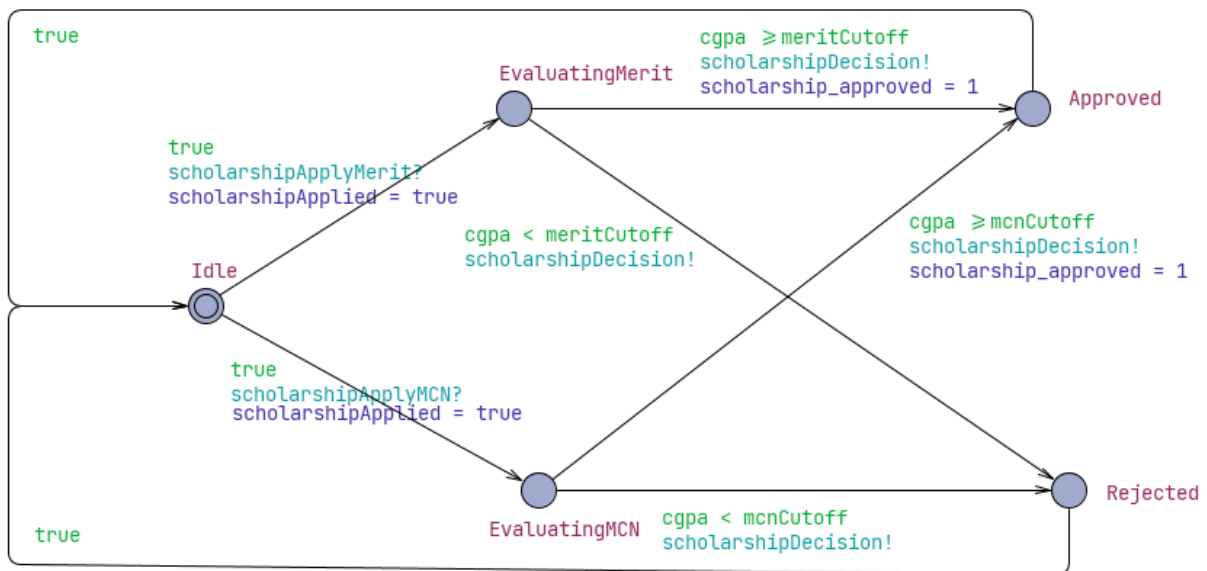 true
cgpa ≥ meritCutoff
scholarshipDecision!
scholarship_approved = 1
EvaluatingMerit
Approved
true
scholarshipApplyMerit?
scholarshipApplied = true
cgpa < meritCutoff
scholarshipDecision!
cgpa ≥ mcnCutoff
scholarshipDecision!
scholarship_approved = 1
Idle
true
scholarshipApplyMCN?
scholarshipApplied = true
Rejected
EvaluatingMCN
cgpa < mcnCutoff
scholarshipDecision!
true